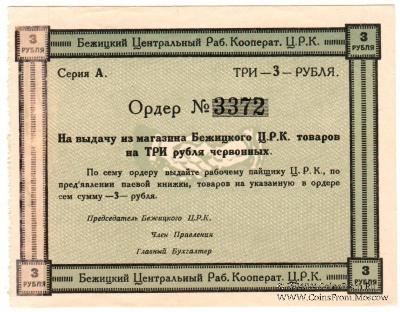 3
РУБЛЯ
Бежицкий Центральный Раб. Кооперат. Ц.Р.К.
3
РУБЛЯ
Серия А.
ТРИ —3— РУБЛЯ.
Ордер № 3372
На выдачу из магазина Бежицкого Ц.Р.К. товаров
на ТРИ рубля червонных.
По сему ордеру выдайте рабочему пайщику Ц.Р.К., по
пред'явлении паевой книжки, товаров на указанную в ордере
сем сумму —3— рубля.
Председатель Бежицкого Ц.Р.К.
Член Правления
Главный Бухгалтер
3
РУБЛЯ
Бежицкий Центральный Раб. Кооперат. Ц.Р.К.
3
РУБЛЯ
www.CoinsFromMoscow